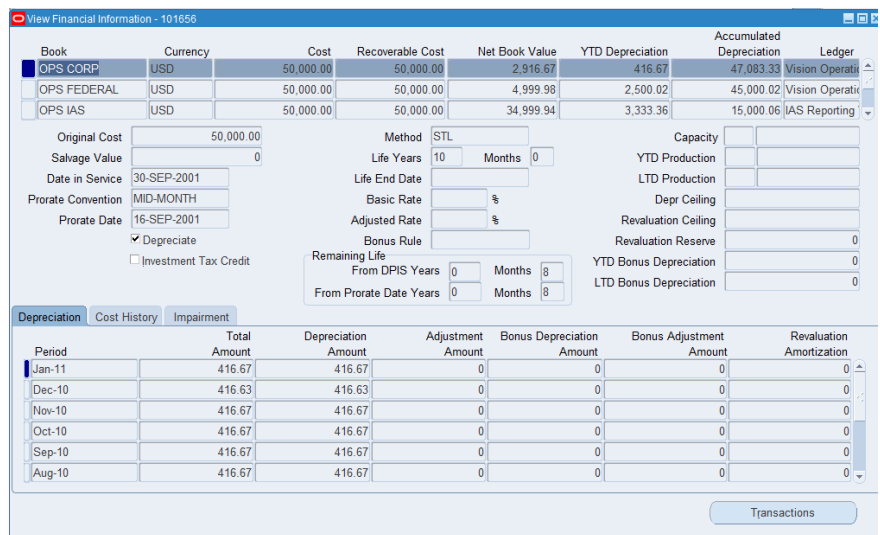 View Financial Information - 101656
Accumulated
Book Currency Cost Recoverable Cost Net Book Value YTD Depreciation Depreciation Ledger
OPS CORP USD 50,000.00 50,000.00 2,916.67 416.67 47,083.33 Vision Operatic
OPS FEDERAL USD 50,000.00 50,000.00 4,999.98 2,500.02 45,000.02 Vision Operatic
OPS IAS USD 50,000.00 50,000.00 34,999.94 3,333.36 15,000.06 IAS Reporting
Original Cost 50,000.00 Method STL Capacity
Salvage Value 0 Life Years 10 Months 0 YTD Production
Date in Service 30-SEP-2001 Life End Date LTD Production
Prorate Convention MID-MONTH Basic Rate % Depr Ceiling
Prorate Date 16-SEP-2001 Adjusted Rate % Revaluation Ceiling
Depreciate Bonus Rule Revaluation Reserve 0
Investment Tax Credit Remaining Life YTD Bonus Depreciation 0
From DPIS Years 0 Months 8
LTD Bonus Depreciation 0
From Prorate Date Years 0 Months 8
Depreciation Cost History Impairment
Total Depreciation Adjustment Bonus Depreciation Bonus Adjustment Revaluation
Period Amount Amount Amount Amount Amount Amortization
Jan-11 416.67 416.67 0 0 0 0
Dec-10 416.63 416.63 0 0 0 0
Nov-10 416.67 416.67 0 0 0 0
Oct-10 416.67 416.67 0 0 0 0
Sep-10 416.67 416.67 0 0 0 0
Aug-10 416.67 416.67 0 0 0 0
Transactions